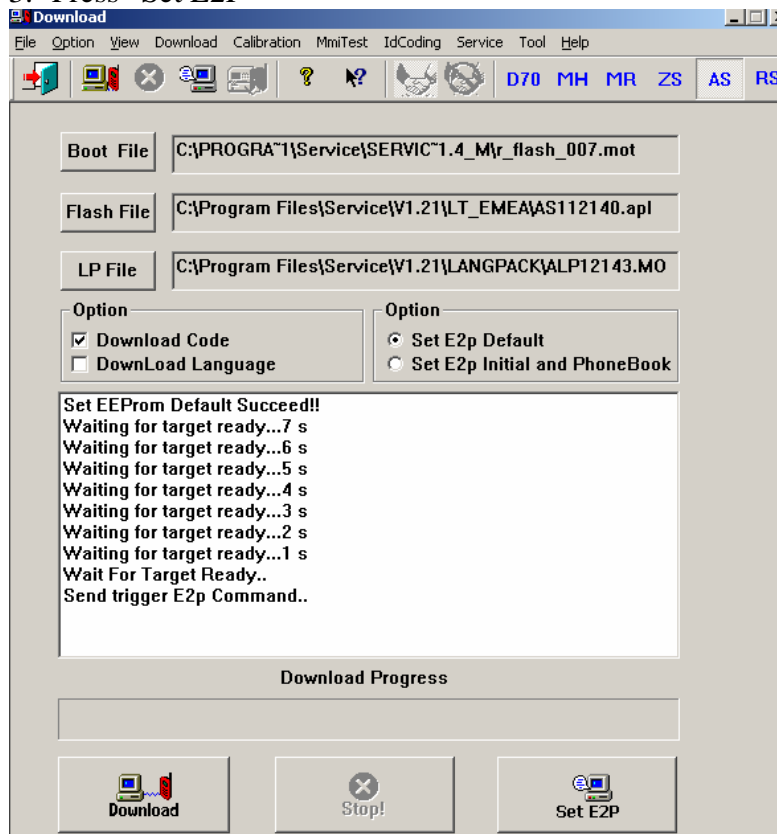 Download
File Option View Download Calibration MmiTest IdCoding Service Tool Help
D70 MH MR ZS AS RS
Boot File C:\PROGRA~1\Service\SERVIC~1.4_M\r_flash_007.mot
Flash File C:\Program Files\Service\V1.21\LT_EMEA\AS112140.apl
LP File C:\Program Files\Service\V1.21\LANGPACK\ALP12143.MO
Option Option
Download Code Set E2p Default
DownLoad Language Set E2p Initial and PhoneBook
Set EEProm Default Succeed!!
Waiting for target ready...7 s
Waiting for target ready...6 s
Waiting for target ready...5 s
Waiting for target ready...4 s
Waiting for target ready...3 s
Waiting for target ready...2 s
Waiting for target ready...1 s
Wait For Target Ready..
Send trigger E2p Command..
Download Progress
Download Stop! Set E2P